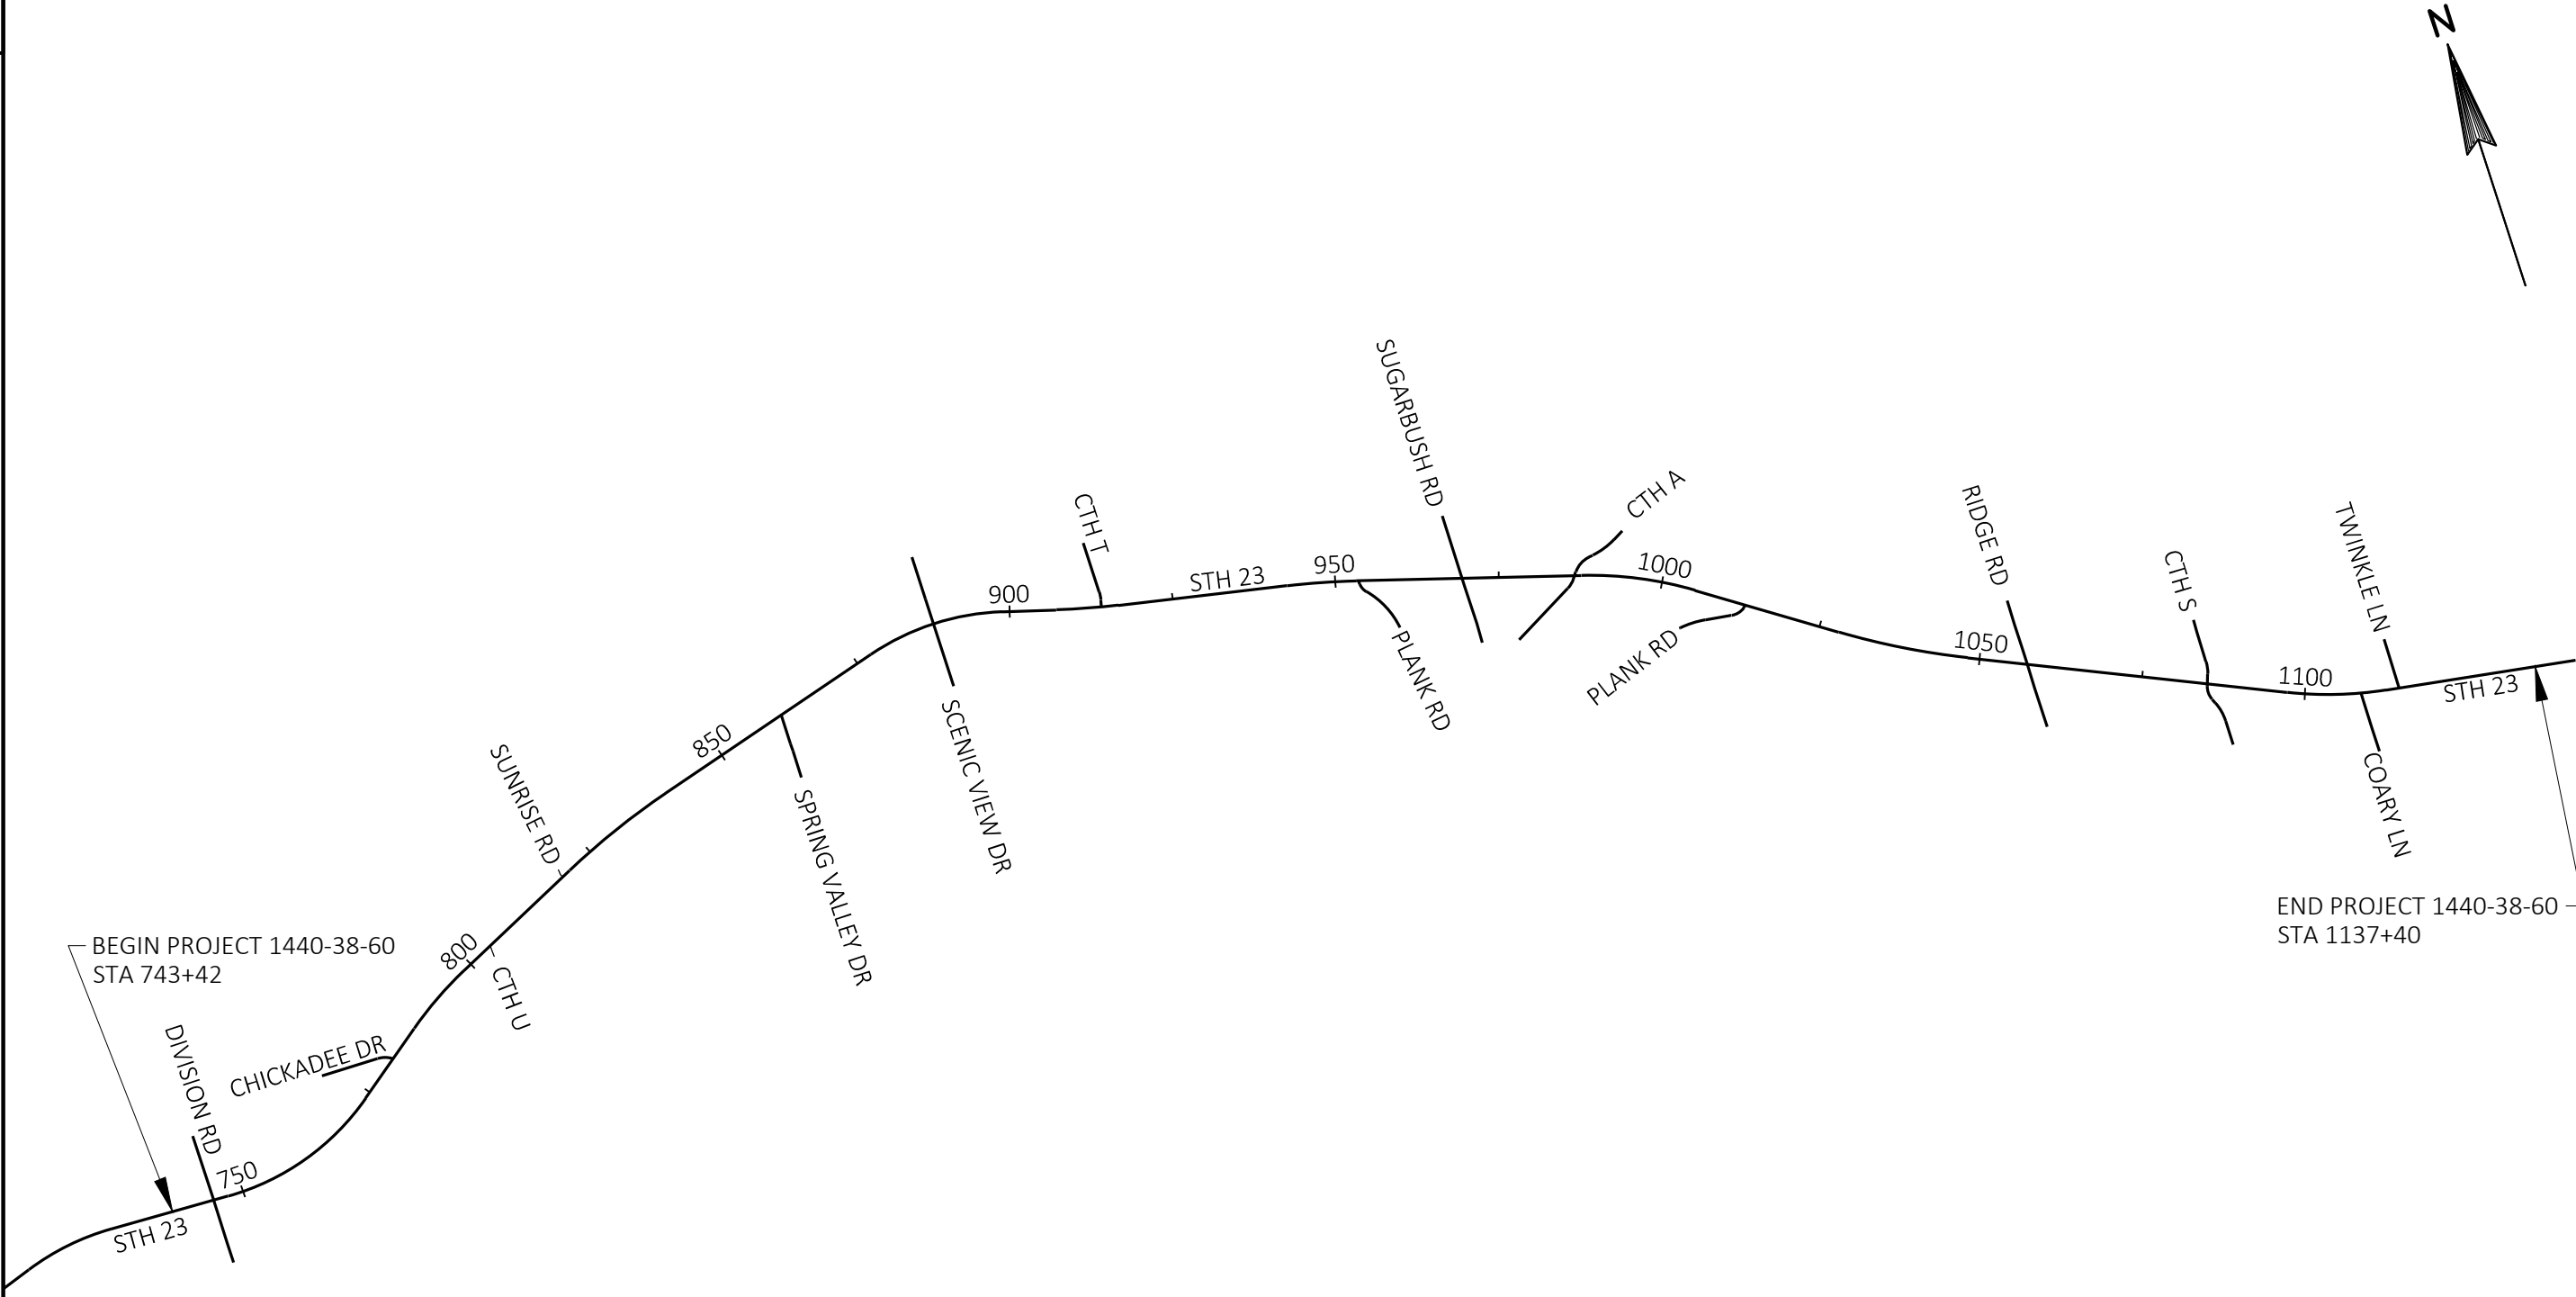 N
SUGARBUSH RD
CTH A
CTH T
RIDGE RD
TWINKLE LN
CTH S
950
1000
STH 23
900
1050
PLANK RD
PLANK RD
1100
STH 23
SCENIC VIEW DR
850
SUNRISE RD
COARY LN
SPRING VALLEY DR
END PROJECT 1440-38-60
STA 1137+40
800
BEGIN PROJECT 1440-38-60
STA 743+42
CTH U
DIVISION RD
CHICKADEE DR
750
STH 23